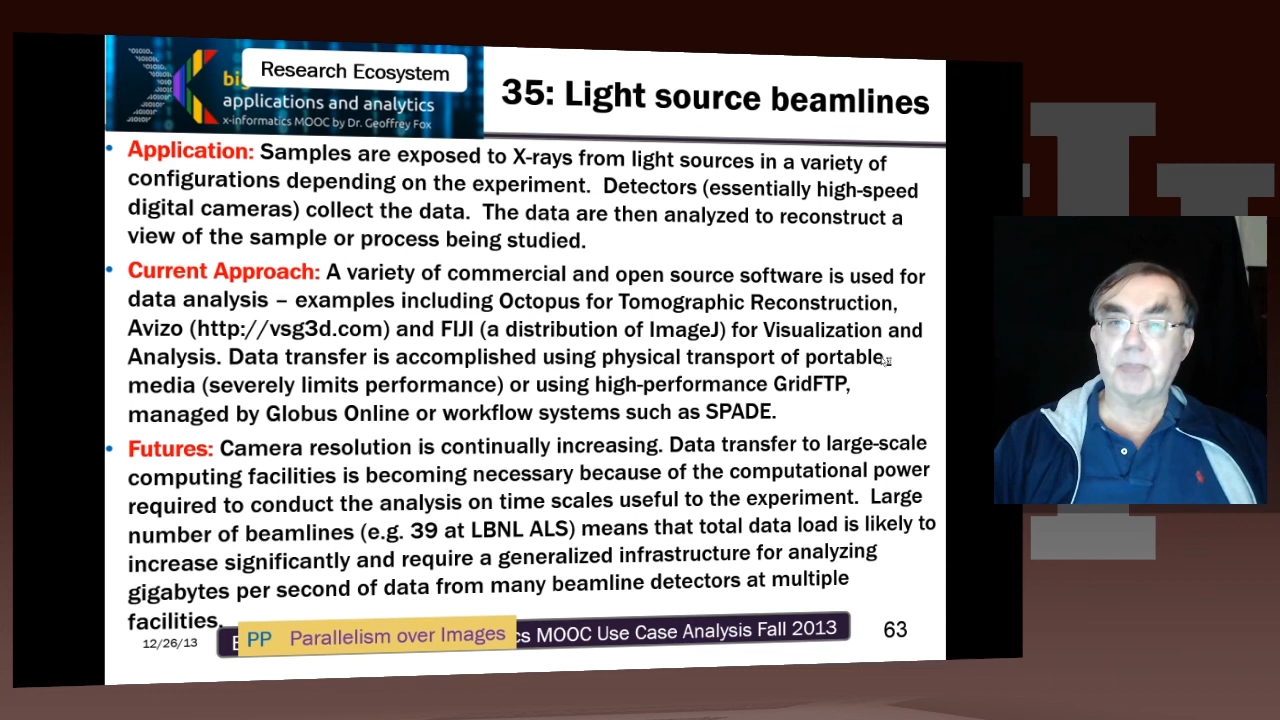 Research Ecosystem
big
applications and analytics
x-informatics MOOC by Dr. Geoffrey Fox
35: Light source beamlines
• Application: Samples are exposed to X-rays from light sources in a variety of
configurations depending on the experiment. Detectors (essentially high-speed
digital cameras) collect the data. The data are then analyzed to reconstruct a
view of the sample or process being studied.
• Current Approach: A variety of commercial and open source software is used for
data analysis – examples including Octopus for Tomographic Reconstruction,
Avizo (http://vsg3d.com) and FIJI (a distribution of ImageJ) for Visualization and
Analysis. Data transfer is accomplished using physical transport of portable
media (severely limits performance) or using high-performance GridFTP,
managed by Globus Online or workflow systems such as SPADE.
• Futures: Camera resolution is continually increasing. Data transfer to large-scale
computing facilities is becoming necessary because of the computational power
required to conduct the analysis on time scales useful to the experiment. Large
number of beamlines (e.g. 39 at LBNL ALS) means that total data load is likely to
increase significantly and require a generalized infrastructure for analyzing
gigabytes per second of data from many beamline detectors at multiple
facilities.
12/26/13
PP Parallelism over Images
MOOC Use Case Analysis Fall 2013
63